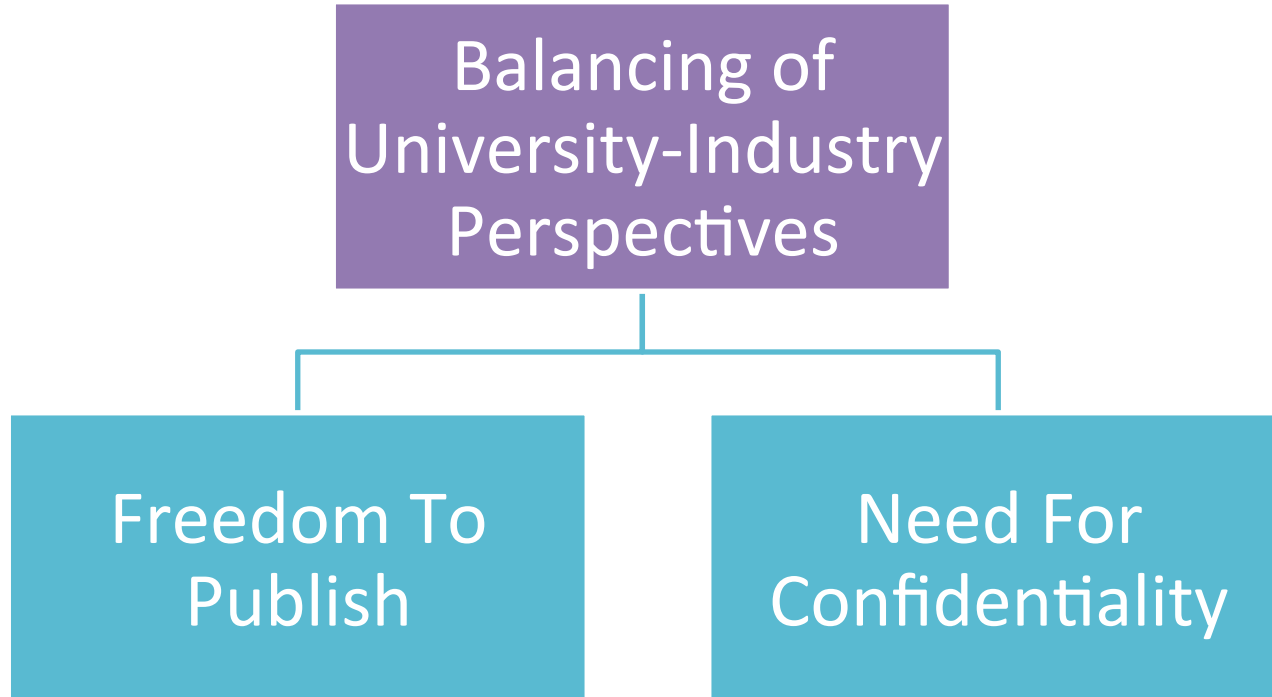 Balancing of
University-Industry
Perspectives
Freedom To
Publish
Need For
Confidentiality